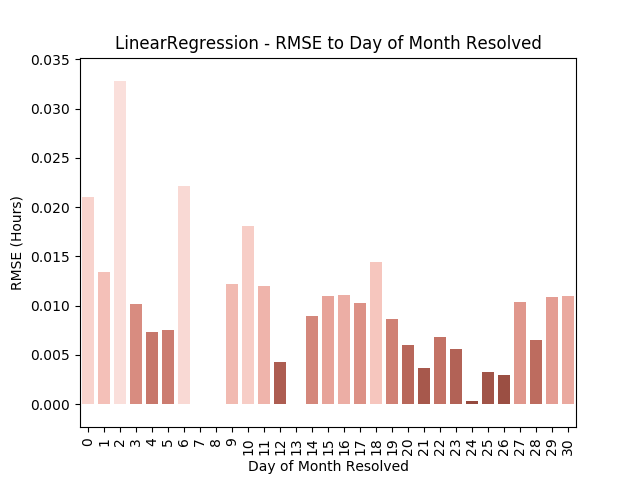 LinearRegression - RMSE to Day of Month Resolved
0.035
0.030
0.025
0.020
0.015
0.010
0.005
0.000
RMSE (Hours)
0 1 2 3 4 5 6 7 8 9 10 11 12 13 14 15 16 17 18 19 20 21 22 23 24 25 26 27 28 29 30
Day of Month Resolved